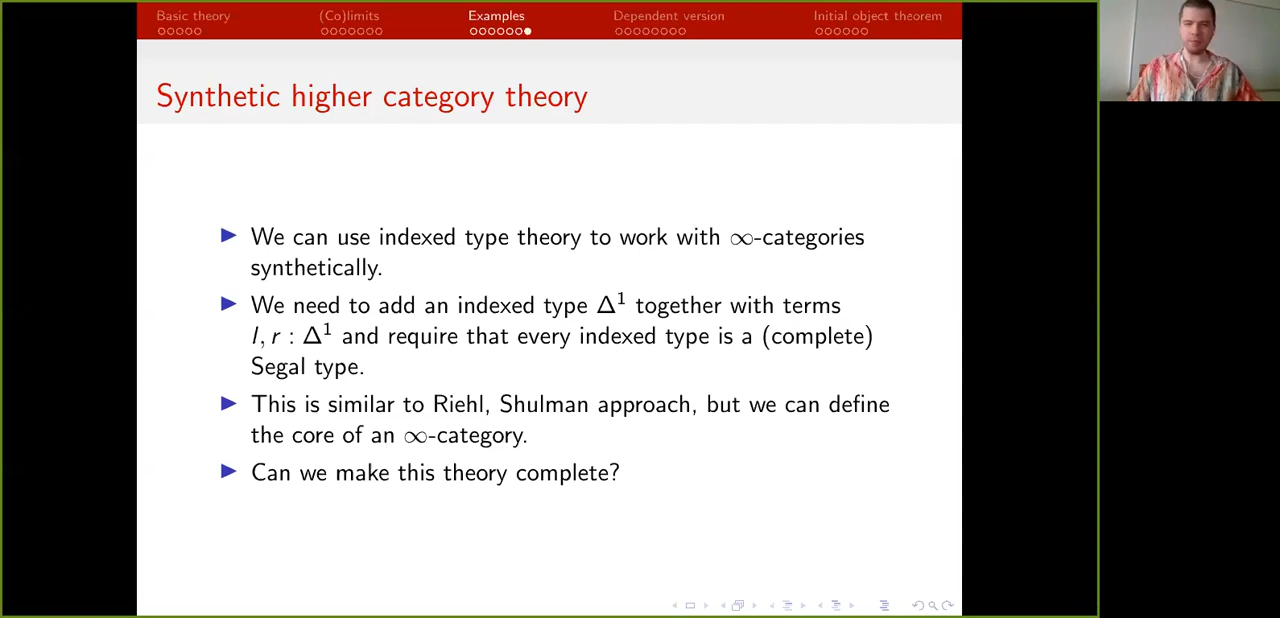 Basic theory (Co)limits Examples Dependent version Initial object theorem
Synthetic higher category theory
We can use indexed type theory to work with ∞-categories
synthetically.
We need to add an indexed type Δ¹ together with terms
l, r : Δ¹ and require that every indexed type is a (complete)
Segal type.
This is similar to Riehl, Shulman approach, but we can define
the core of an ∞-category.
Can we make this theory complete?